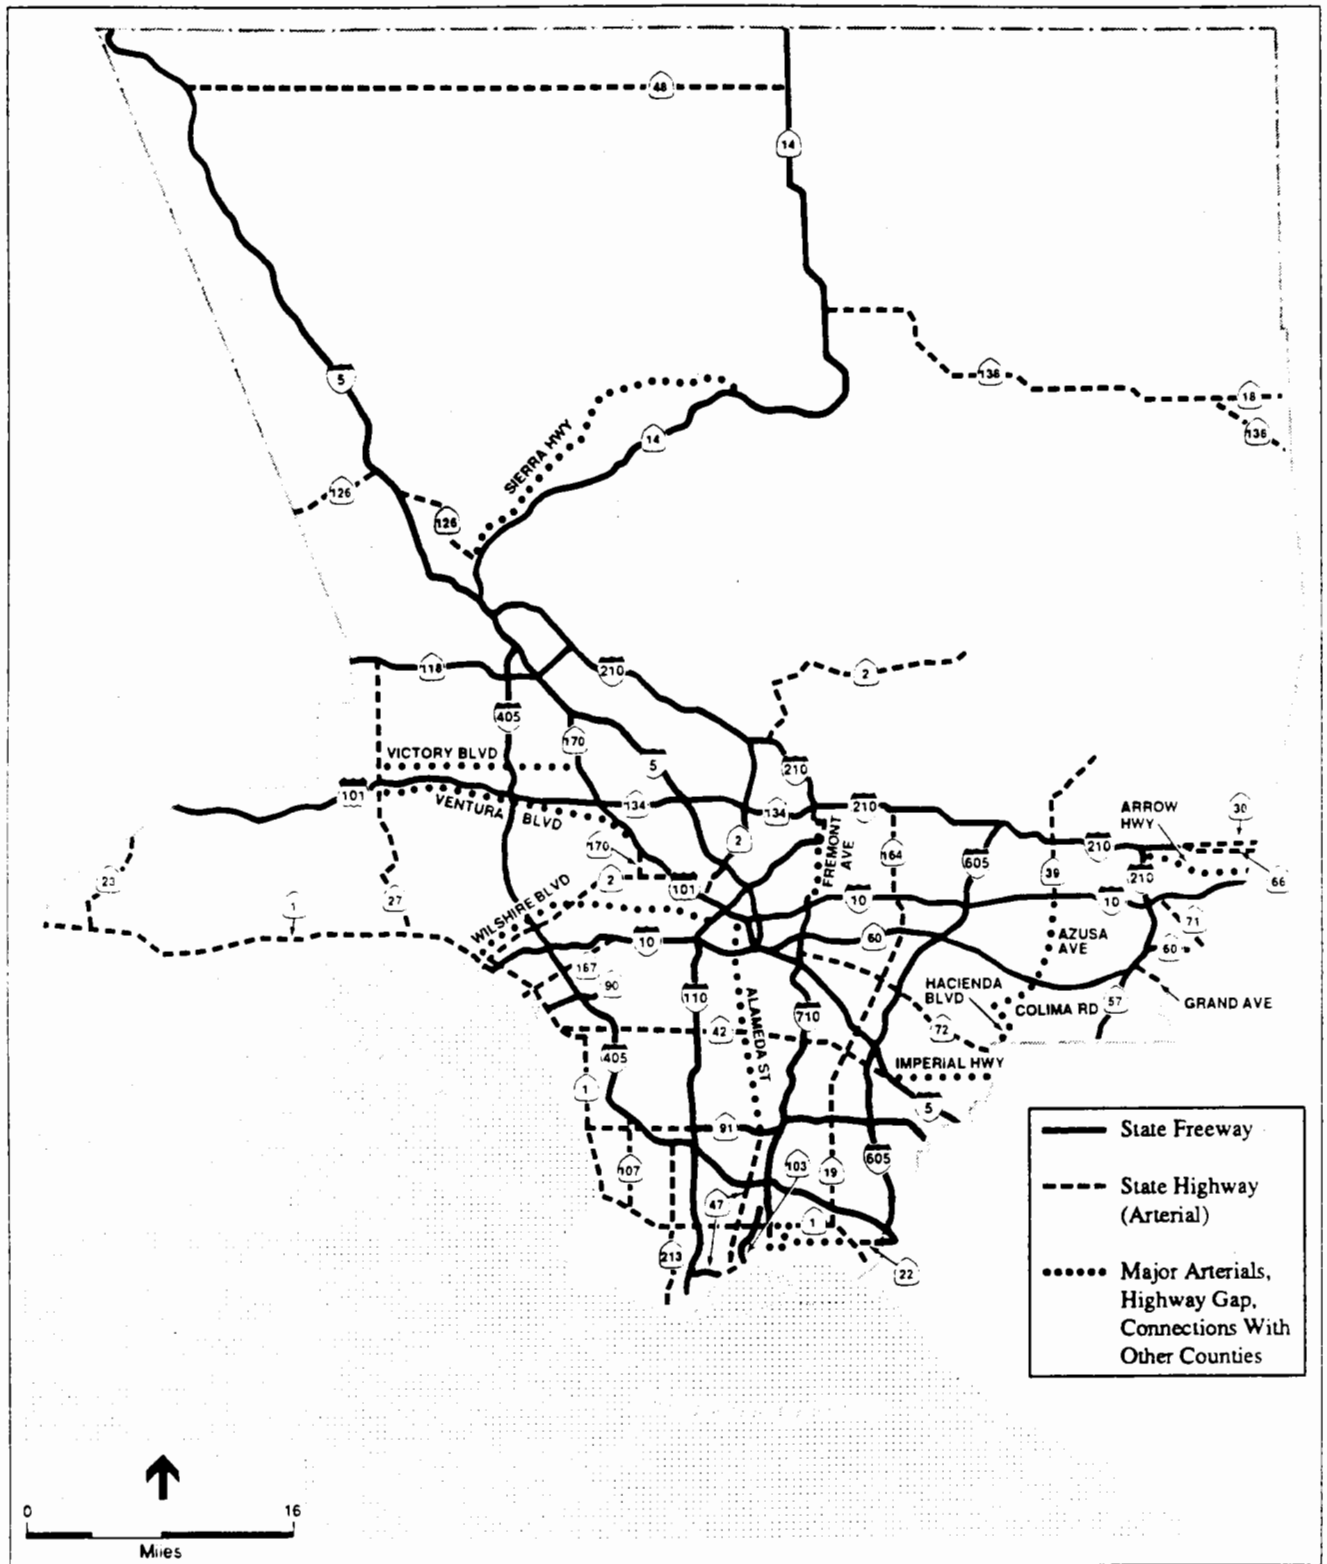 48
14
5
136
18
136
SIERRA HWY
14
126
126
118
210
2
405
170
VICTORY BLVD
5
210
101
VENTURA BLVD
134
134
210
ARROW
HWY
30
170
2
FREMONT
AVE
164
605
210
39
210
66
23
1
27
2
101
10
10
WILSHIRE BLVD
71
10
60
AZUSA
AVE
60
167
90
110
ALAMEDA ST
710
HACIENDA
BLVD
COLIMA RD
57
GRAND AVE
42
72
405
IMPERIAL HWY
1
5
91
107
103
19
605
47
1
213
22
State Freeway
State Highway
(Arterial)
Major Arterials,
Highway Gap,
Connections With
Other Counties
0 16
Miles